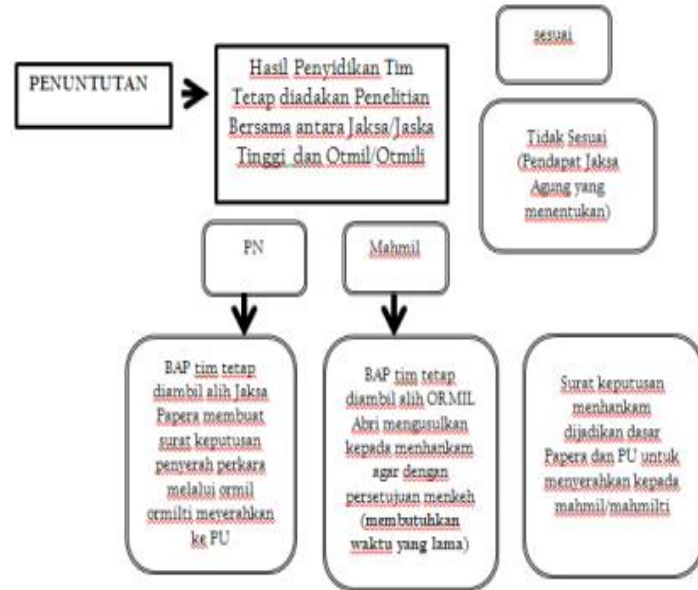 PENUNTUTAN
Hasil Penyidikan Tim
Tetap diadakan Penelitian
Bersama antara Jaksa/Jaska
Tinggi dan Otmil/Otmili
sesuai
Tidak Sesuai
(Pendapat Jaksa
Agung yang
menentukan)
PN
Mahmil
BAP tim tetap
diambil alih Jaksa
Papera membuat
surat keputusan
penyerah perkara
melalui ormil
ormilti meyerahkan
ke PU
BAP tim tetap
diambil alih ORMIL
Abri mengusulkan
kepada menhankam
agar dengan
persetujuan menkeh
(membutuhkan
waktu yang lama)
Surat keputusan
menhankam
dijadikan dasar
Papera dan PU untuk
menyerahkan kepada
mahmil/mahmilti